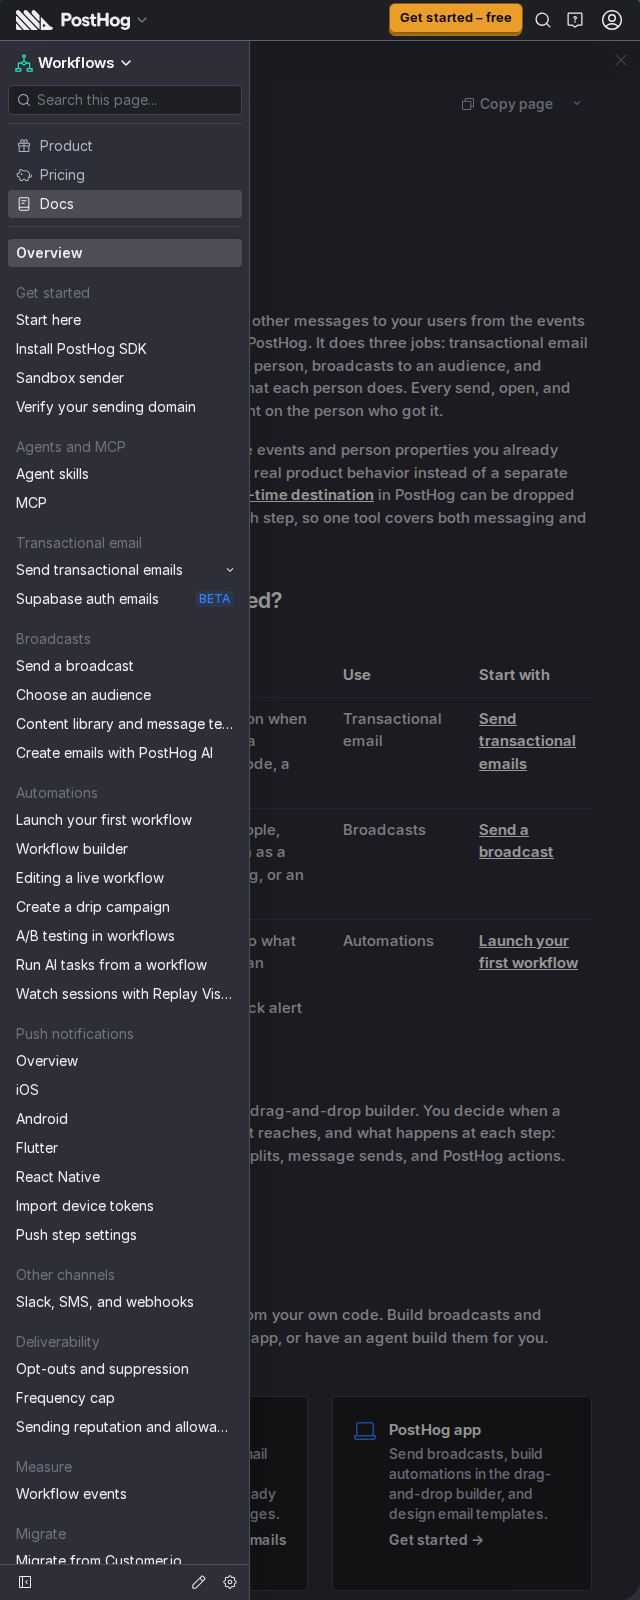 PostHog
Get started – free
Workflows
Search this page...
Product
Pricing
Docs
Overview
Get started
Start here
Install PostHog SDK
Sandbox sender
Verify your sending domain
Agents and MCP
Agent skills
MCP
Transactional email
Send transactional emails
Supabase auth emails BETA
Broadcasts
Send a broadcast
Choose an audience
Content library and message te...
Create emails with PostHog AI
Automations
Launch your first workflow
Workflow builder
Editing a live workflow
Create a drip campaign
A/B testing in workflows
Run AI tasks from a workflow
Watch sessions with Replay Vis...
Push notifications
Overview
iOS
Android
Flutter
React Native
Import device tokens
Push step settings
Other channels
Slack, SMS, and webhooks
Deliverability
Opt-outs and suppression
Frequency cap
Sending reputation and allowa...
Measure
Workflow events
Migrate
Migrate from Customer.io
Copy page
other messages to your users from the events
PostHog. It does three jobs: transactional email
person, broadcasts to an audience, and
that each person does. Every send, open, and
on the person who got it.
events and person properties you already
real product behavior instead of a separate
-time destination in PostHog can be dropped
step, so one tool covers both messaging and
Use Start with
on when Transactional Send
a email transactional
code, a emails
Broadcasts Send a
as a broadcast
or an
to what Automations Launch your
first workflow
alert
drag-and-drop builder. You decide when a
reaches, and what happens at each step:
splits, message sends, and PostHog actions.
from your own code. Build broadcasts and
app, or have an agent build them for you.
PostHog app
Send broadcasts, build
automations in the drag-
and-drop builder, and
design email templates.
Get started →